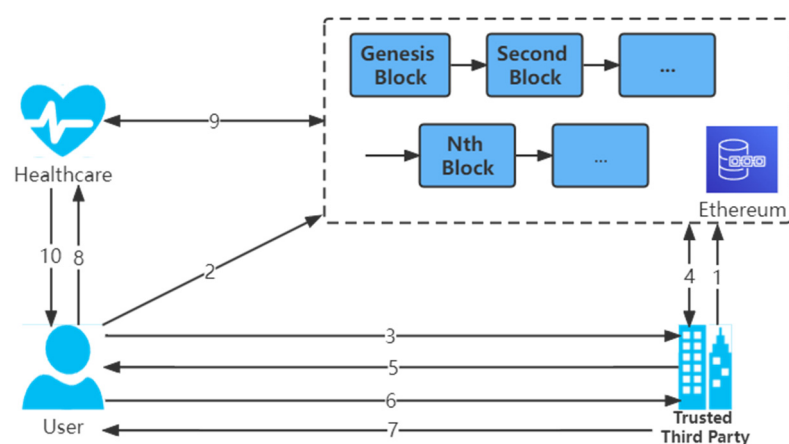 Genesis
Block
Second
Block
...
Nth
Block
...
Ethereum
Healthcare
9
10
8
2
4
1
3
5
6
7
User
Trusted
Third Party